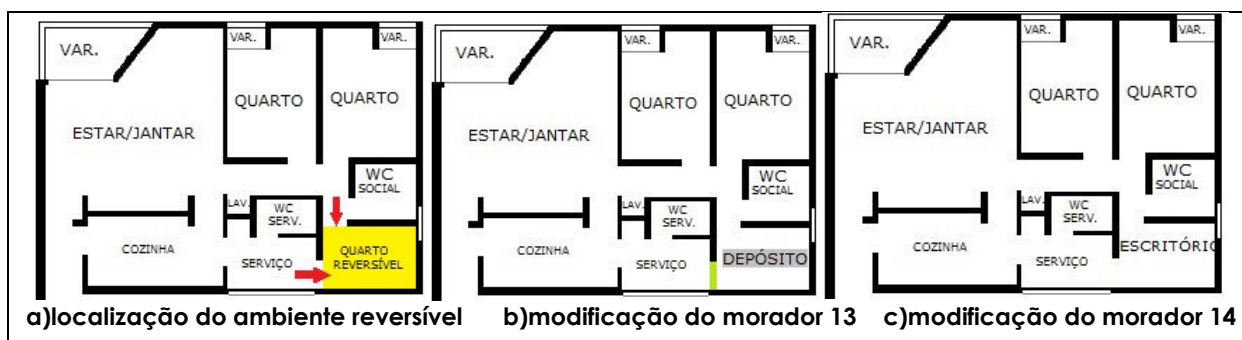 VAR.
VAR.
VAR.
QUARTO
QUARTO
ESTAR/JANTAR
WC
SOCIAL
LAV.
WC
SERV.
COZINHA
SERVIÇO
QUARTO
REVERSÍVEL
a)localização do ambiente reversível
VAR.
VAR.
VAR.
QUARTO
QUARTO
ESTAR/JANTAR
WC
SOCIAL
LAV.
WC
SERV.
COZINHA
SERVIÇO
DEPÓSITO
b)modificação do morador 13
VAR.
VAR.
VAR.
QUARTO
QUARTO
ESTAR/JANTAR
WC
SOCIAL
LAV.
WC
SERV.
COZINHA
SERVIÇO
ESCRITÓRIO
c)modificação do morador 14